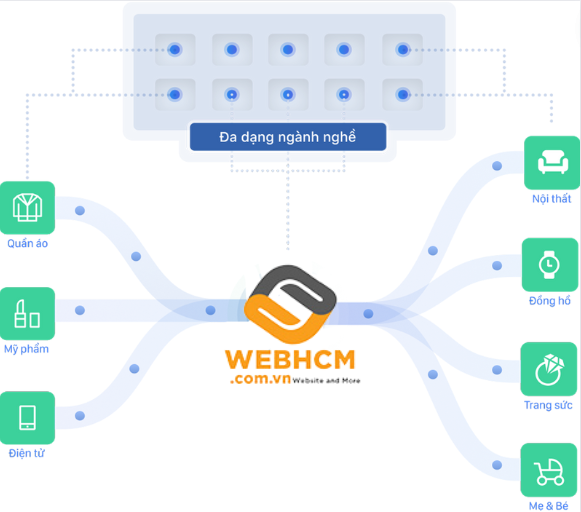 Đa dạng ngành nghề
Quần áo
Mỹ phẩm
Điện tử
WEBHCM
.com.vn Website and More
Nội thất
Đồng hồ
Trang sức
Mẹ & Bé